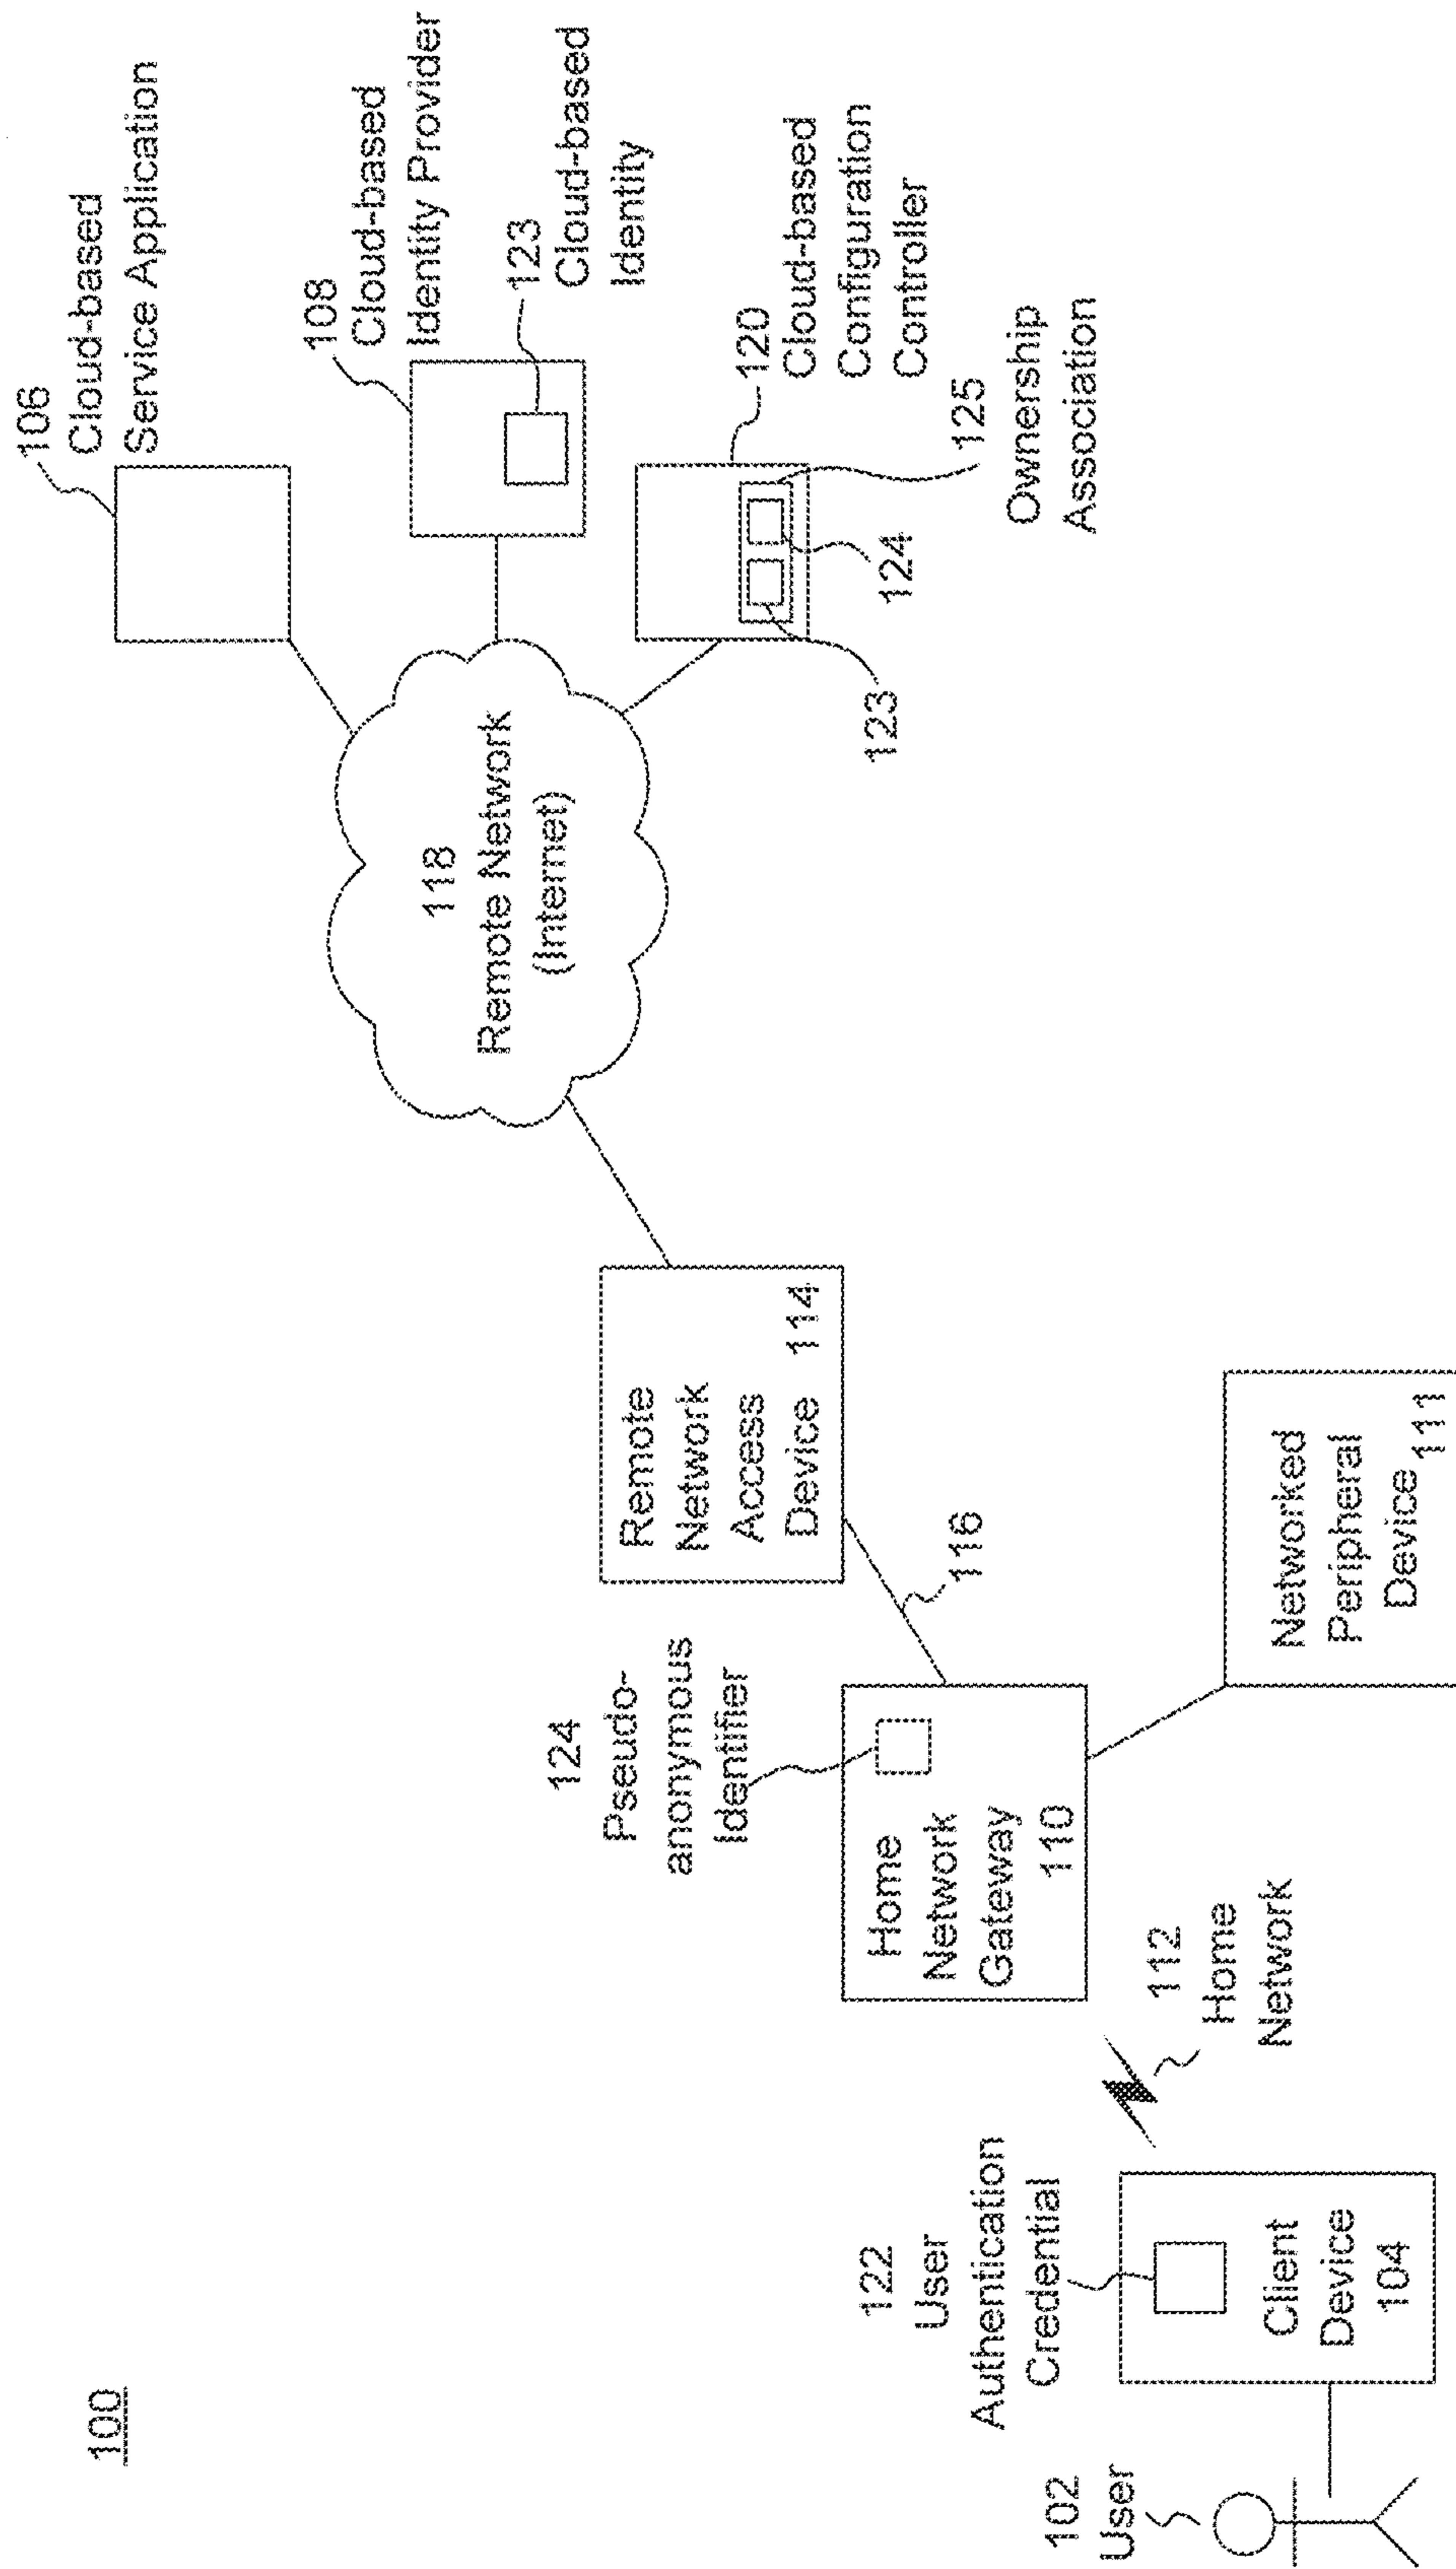 100
106
Cloud-based
Service Application
108
Cloud-based
Identity Provider
123
Cloud-based
Identity
118
Remote Network
(Internet)
120
Cloud-based
Configuration
Controller
125
Ownership
Association
124
123
Remote
Network
Access
Device 114
116
124
Pseudo-
anonymous
Identifier
Home
Network
Gateway
110
Networked
Peripheral
Device
111
112
Home
Network
122
User
Authentication
Credential
Client
Device
104
102
User